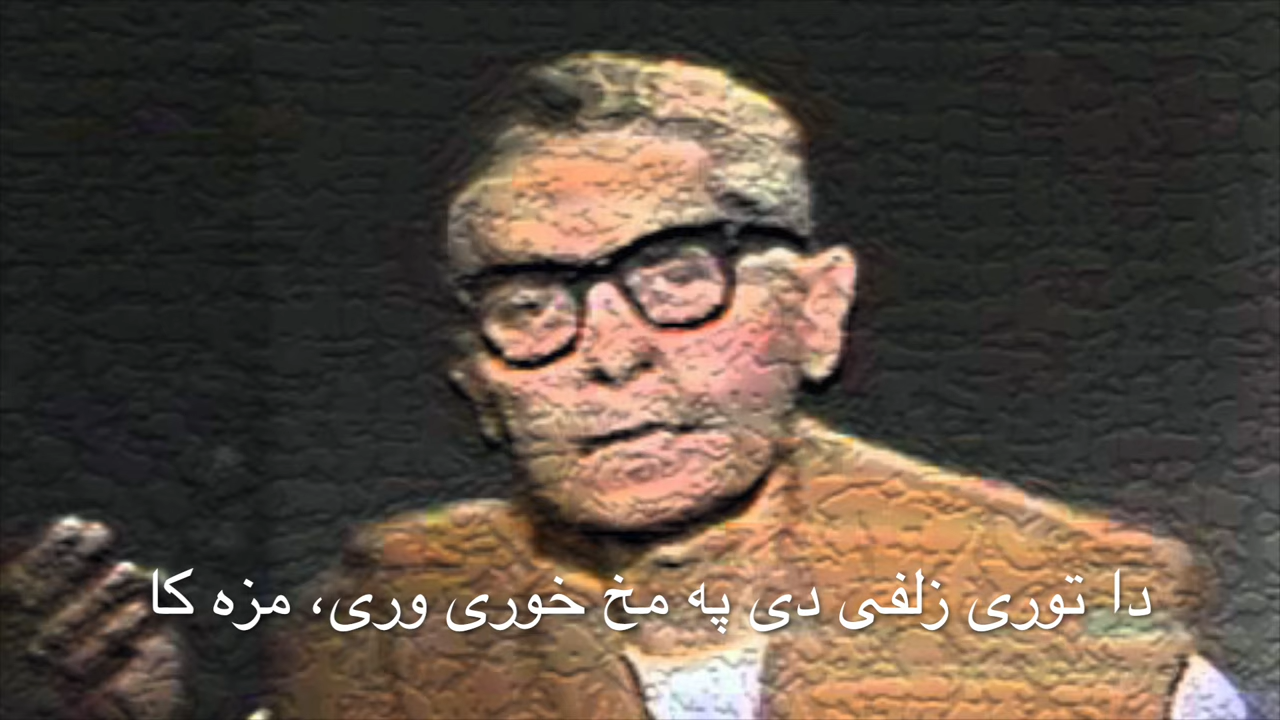 دا توری زلفی دی په مخ خوری وری، مزه کا